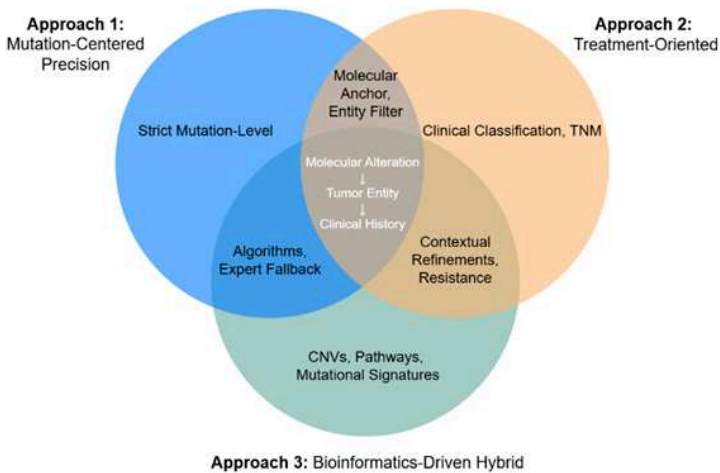 Approach 1:
Mutation-Centered
Precision
Approach 2:
Treatment-Oriented
Molecular
Anchor,
Entity Filter
Strict Mutation-Level
Clinical Classification, TNM
Molecular Alteration
↓
Tumor Entity
↓
Clinical History
Algorithms,
Expert Fallback
Contextual
Refinements,
Resistance
CNVs, Pathways,
Mutational Signatures
Approach 3: Bioinformatics-Driven Hybrid